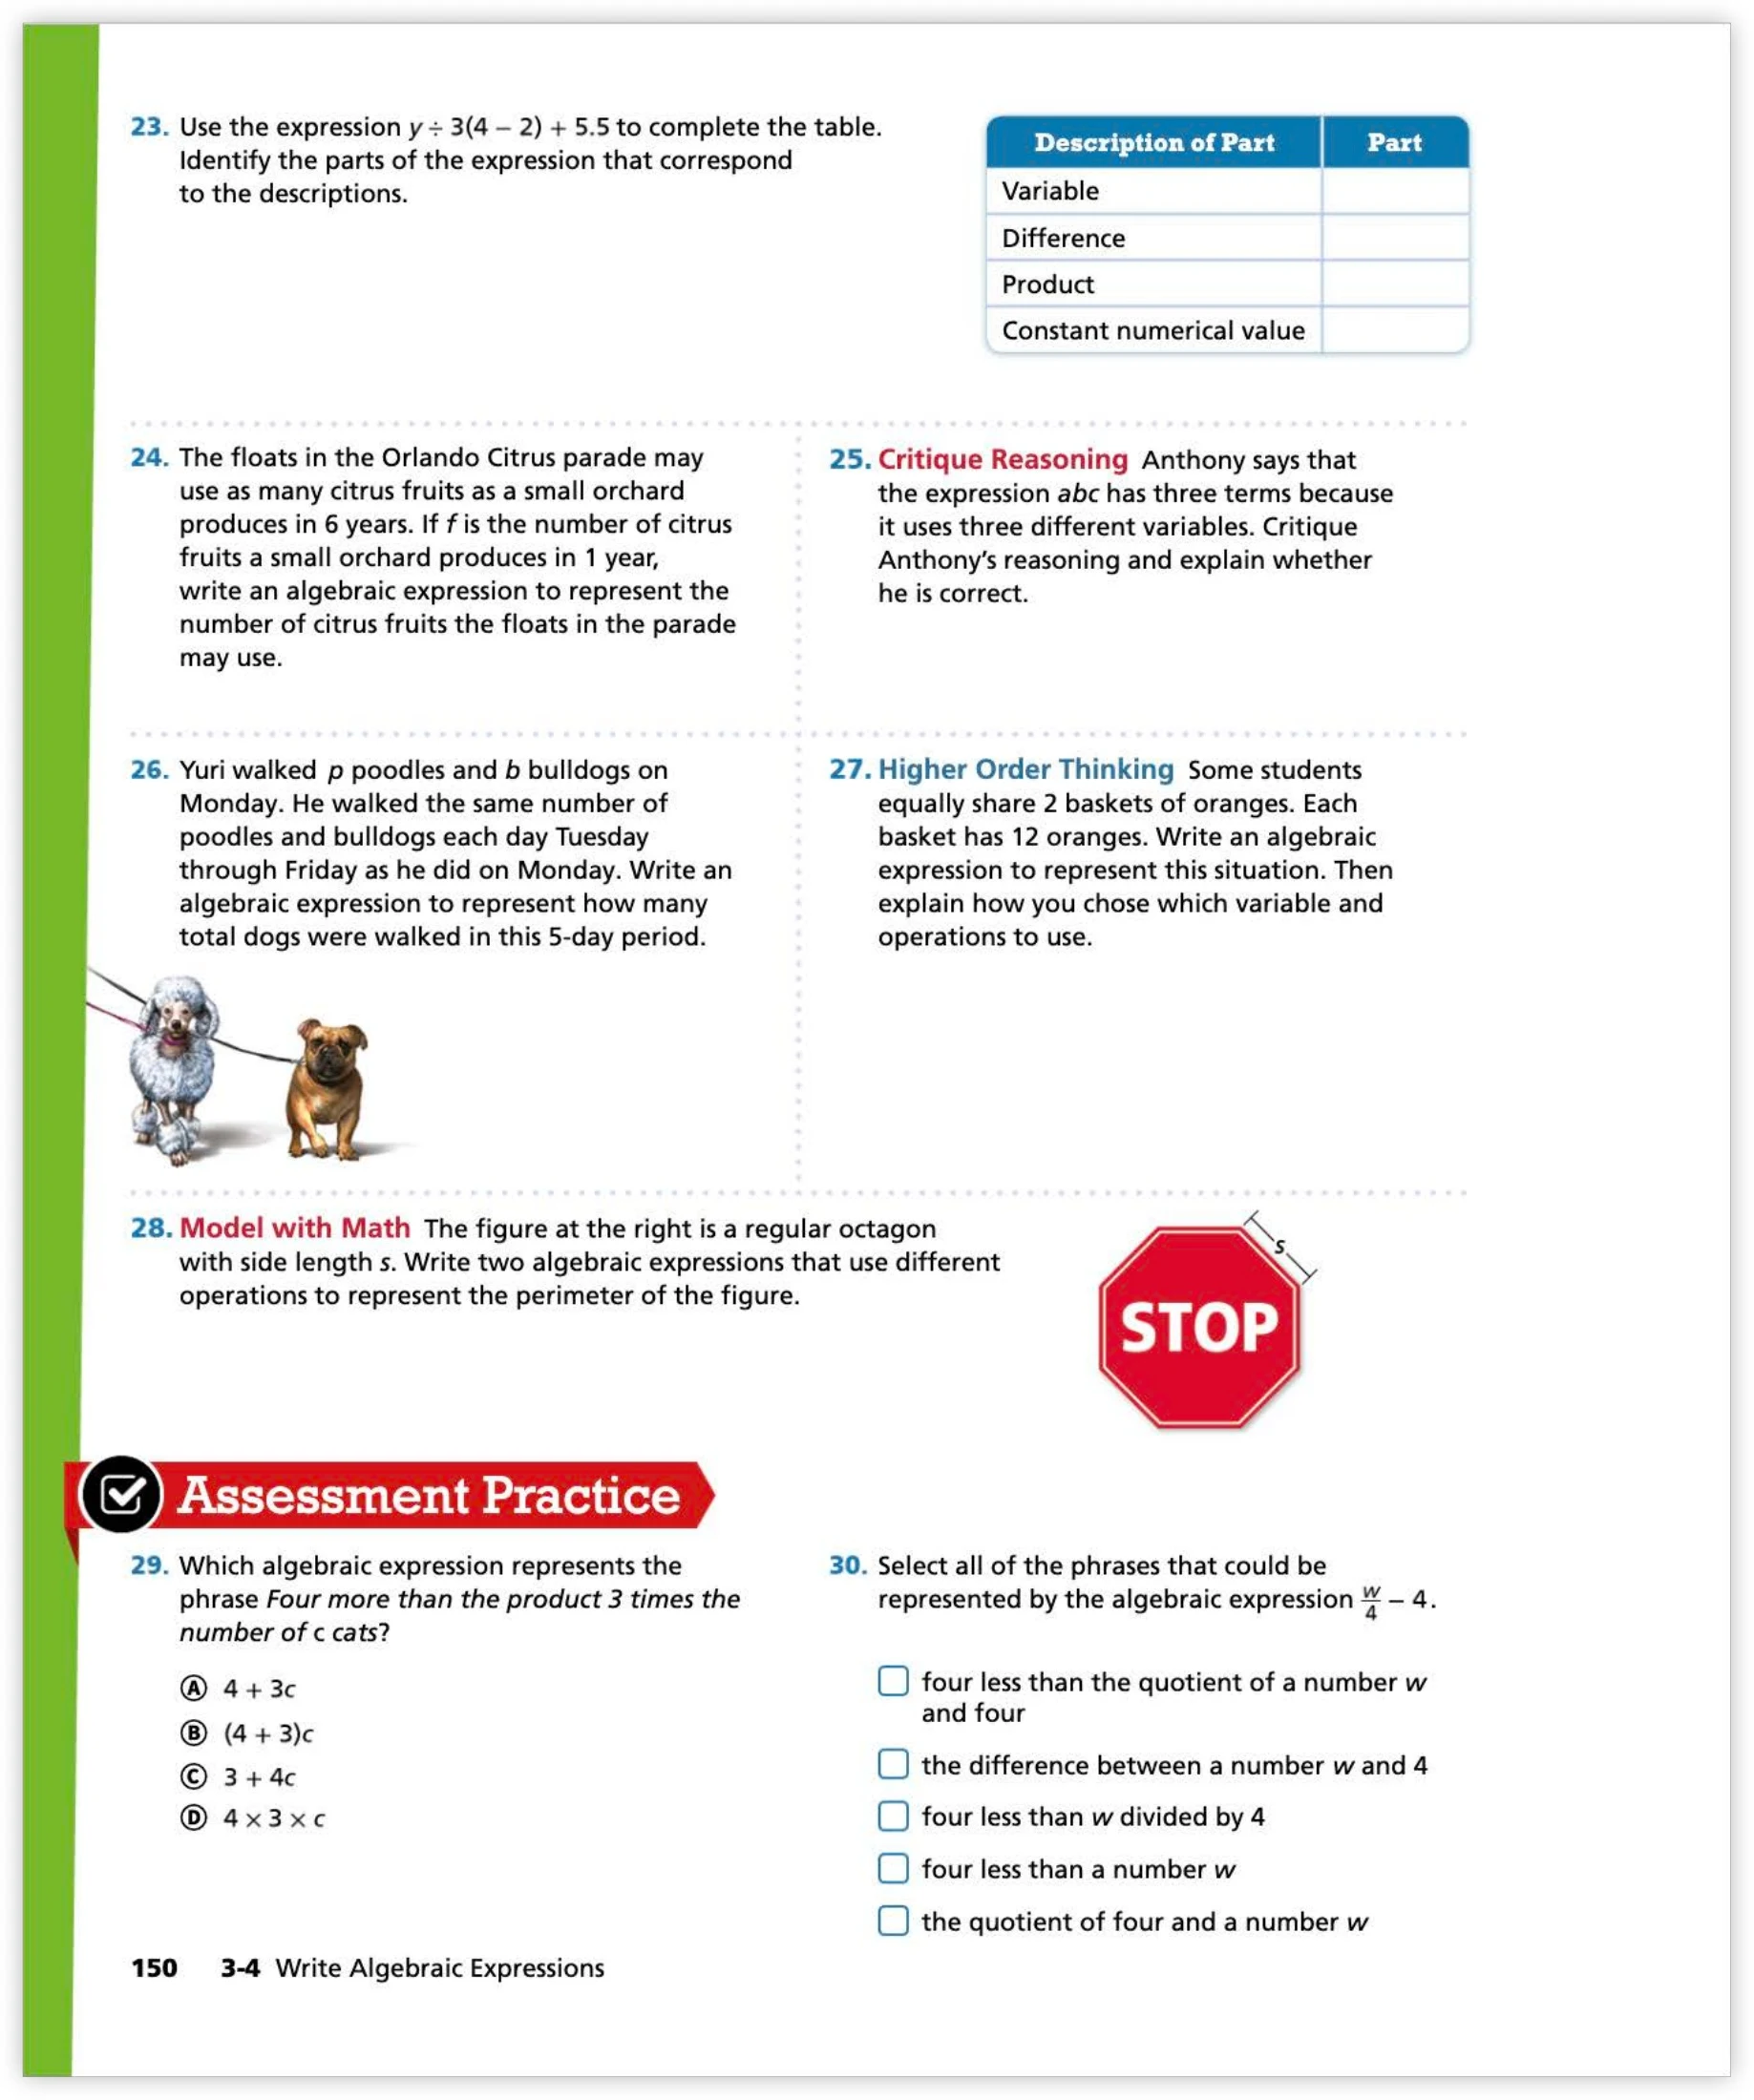 23. Use the expression y ÷ 3(4 – 2) + 5.5 to complete the table.
Identify the parts of the expression that correspond
to the descriptions.
Description of Part Part
Variable
Difference
Product
Constant numerical value
24. The floats in the Orlando Citrus parade may
use as many citrus fruits as a small orchard
produces in 6 years. If f is the number of citrus
fruits a small orchard produces in 1 year,
write an algebraic expression to represent the
number of citrus fruits the floats in the parade
may use.
25. Critique Reasoning Anthony says that
the expression abc has three terms because
it uses three different variables. Critique
Anthony's reasoning and explain whether
he is correct.
26. Yuri walked p poodles and b bulldogs on
Monday. He walked the same number of
poodles and bulldogs each day Tuesday
through Friday as he did on Monday. Write an
algebraic expression to represent how many
total dogs were walked in this 5-day period.
27. Higher Order Thinking Some students
equally share 2 baskets of oranges. Each
basket has 12 oranges. Write an algebraic
expression to represent this situation. Then
explain how you chose which variable and
operations to use.
28. Model with Math The figure at the right is a regular octagon
with side length s. Write two algebraic expressions that use different
operations to represent the perimeter of the figure.
s
STOP
Assessment Practice
29. Which algebraic expression represents the
phrase Four more than the product 3 times the
number of c cats?
A 4 + 3c
B (4 + 3)c
C 3 + 4c
D 4 × 3 × c
30. Select all of the phrases that could be
represented by the algebraic expression w/4 – 4.
four less than the quotient of a number w
and four
the difference between a number w and 4
four less than w divided by 4
four less than a number w
the quotient of four and a number w
150 3-4 Write Algebraic Expressions